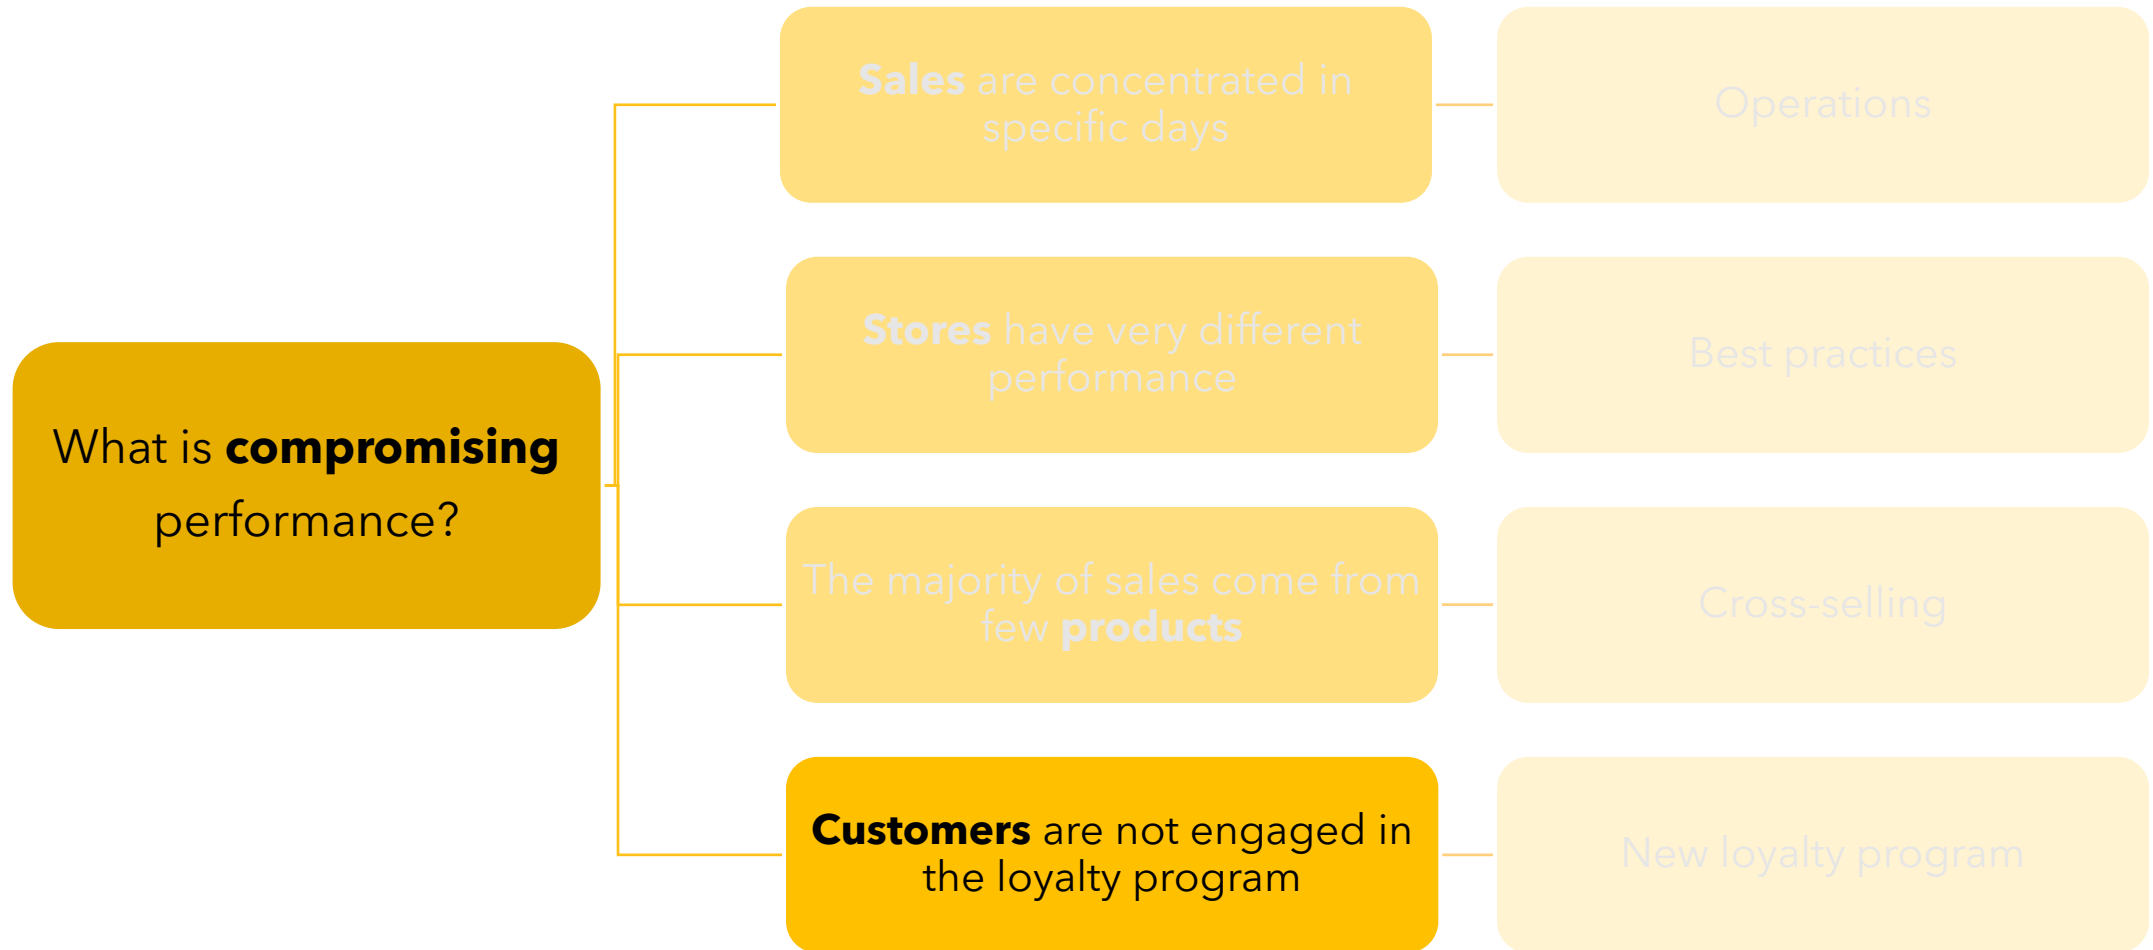 What is compromising
performance?
Sales are concentrated in
specific days
Operations
Stores have very different
performance
Best practices
The majority of sales come from
few products
Cross-selling
Customers are not engaged in
the loyalty program
New loyalty program